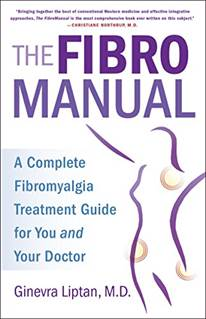 "Bringing together the best of conventional Western medicine and effective integrative
approaches, The FibroManual is the most comprehensive book ever written on this subject."
—CHRISTIANE NORTHRUP, M.D.
THE FIBRO
MANUAL
A Complete
Fibromyalgia
Treatment Guide
for You and
Your Doctor
Ginevra Liptan, M.D.